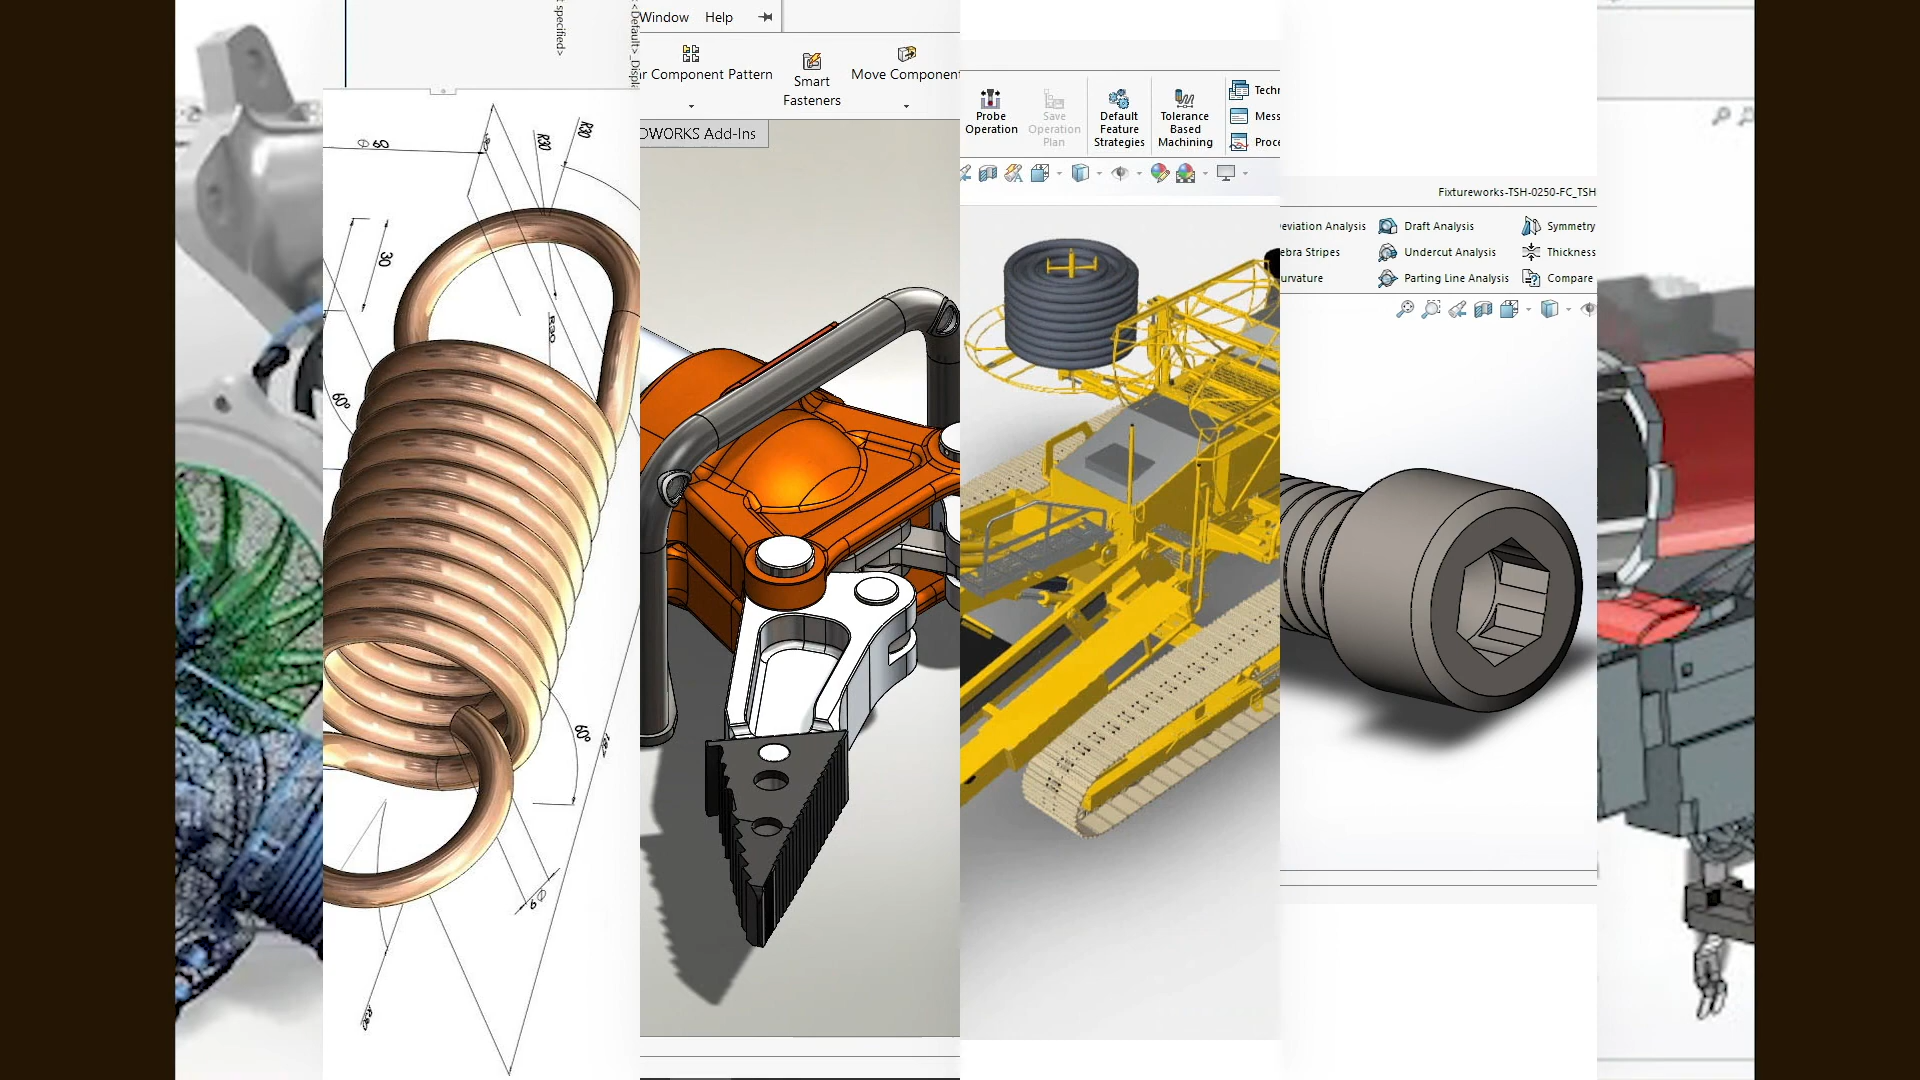 t specified>
<Default>_Displ
R30
R30
30
R30
60°
60°
Window Help
r Component Pattern
Smart
Fasteners
Move Component
OWORKS Add-Ins
Probe
Operation
Save
Operation
Plan
Default
Feature
Strategies
Tolerance
Based
Machining
Techn
Mess
Proce
Fixtureworks-TSH-0250-FC_TSH
eviation Analysis
Draft Analysis
Symmetry
ebra Stripes
Undercut Analysis
Thickness
urvature
Parting Line Analysis
Compare